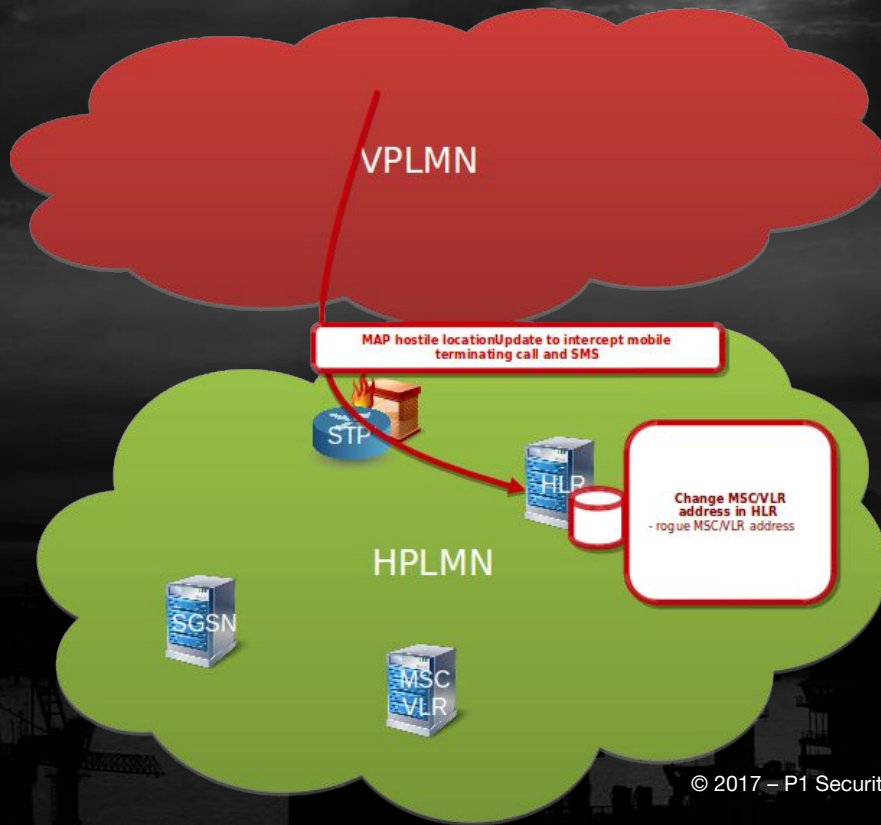 VPLMN
MAP hostile locationUpdate to intercept mobile
terminating call and SMS
STP
HLR
Change MSC/VLR
address in HLR
- rogue MSC/VLR address
HPLMN
SGSN
MSC
VLR
© 2017 – P1 Securit